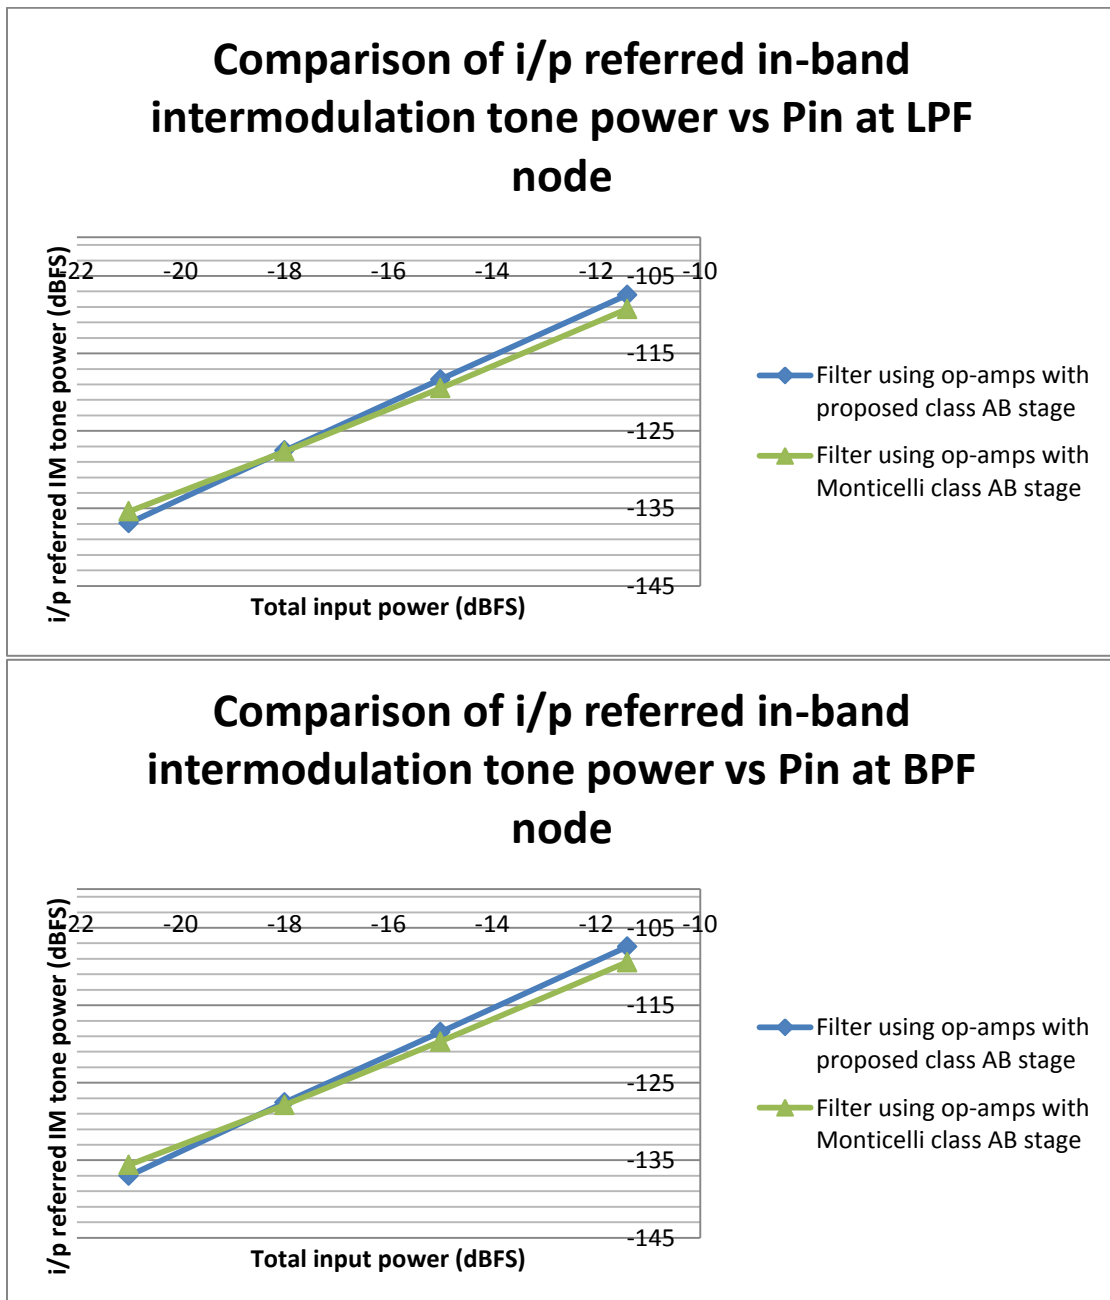 Comparison of i/p referred in-band
intermodulation tone power vs Pin at LPF
node
i/p referred IM tone power (dBFS)
-22 -20 -18 -16 -14 -12 -10
-105
-115
-125
-135
-145
Total input power (dBFS)
Filter using op-amps with
proposed class AB stage
Filter using op-amps with
Monticelli class AB stage
Comparison of i/p referred in-band
intermodulation tone power vs Pin at BPF
node
i/p referred IM tone power (dBFS)
-22 -20 -18 -16 -14 -12 -10
-105
-115
-125
-135
-145
Total input power (dBFS)
Filter using op-amps with
proposed class AB stage
Filter using op-amps with
Monticelli class AB stage